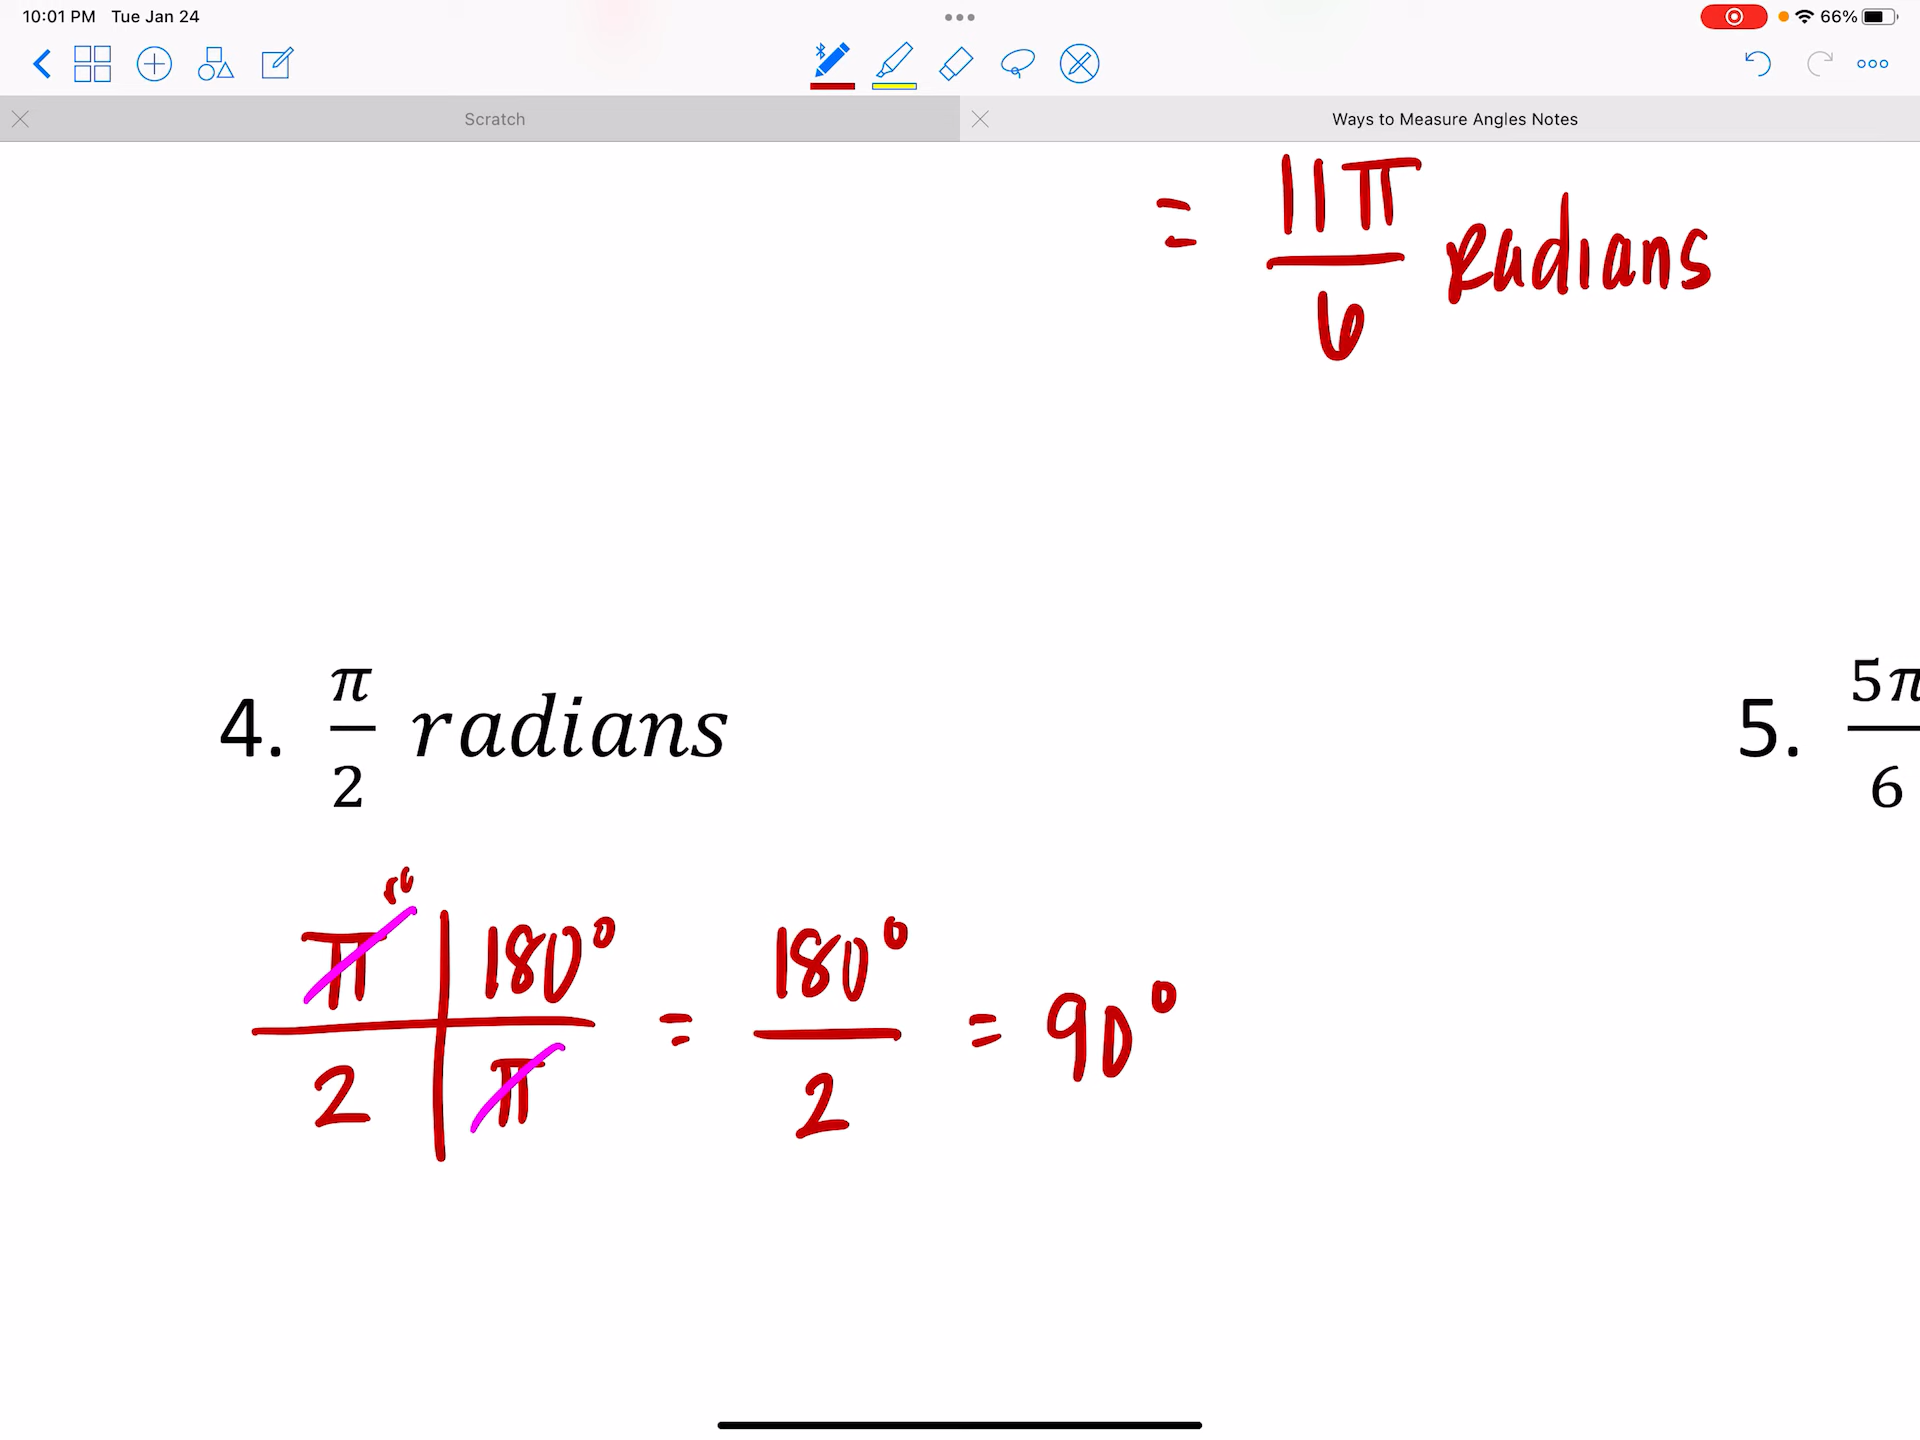 10:01 PM Tue Jan 24
66%
Scratch
Ways to Measure Angles Notes
= 11π/6 radians
4. π/2 radians
5. 5π/6
π/2 | 180°/π = 180°/2 = 90°